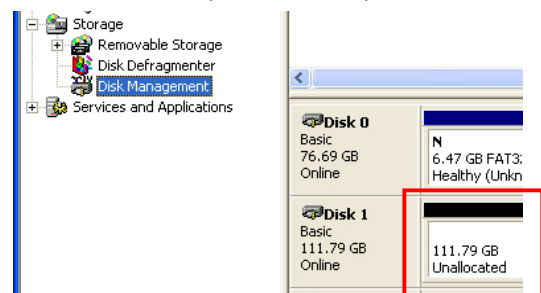 Storage
Removable Storage
Disk Defragmenter
Disk Management
Services and Applications
Disk 0
Basic
76.69 GB
Online
N
6.47 GB FAT3
Healthy (Unkn
Disk 1
Basic
111.79 GB
Online
111.79 GB
Unallocated